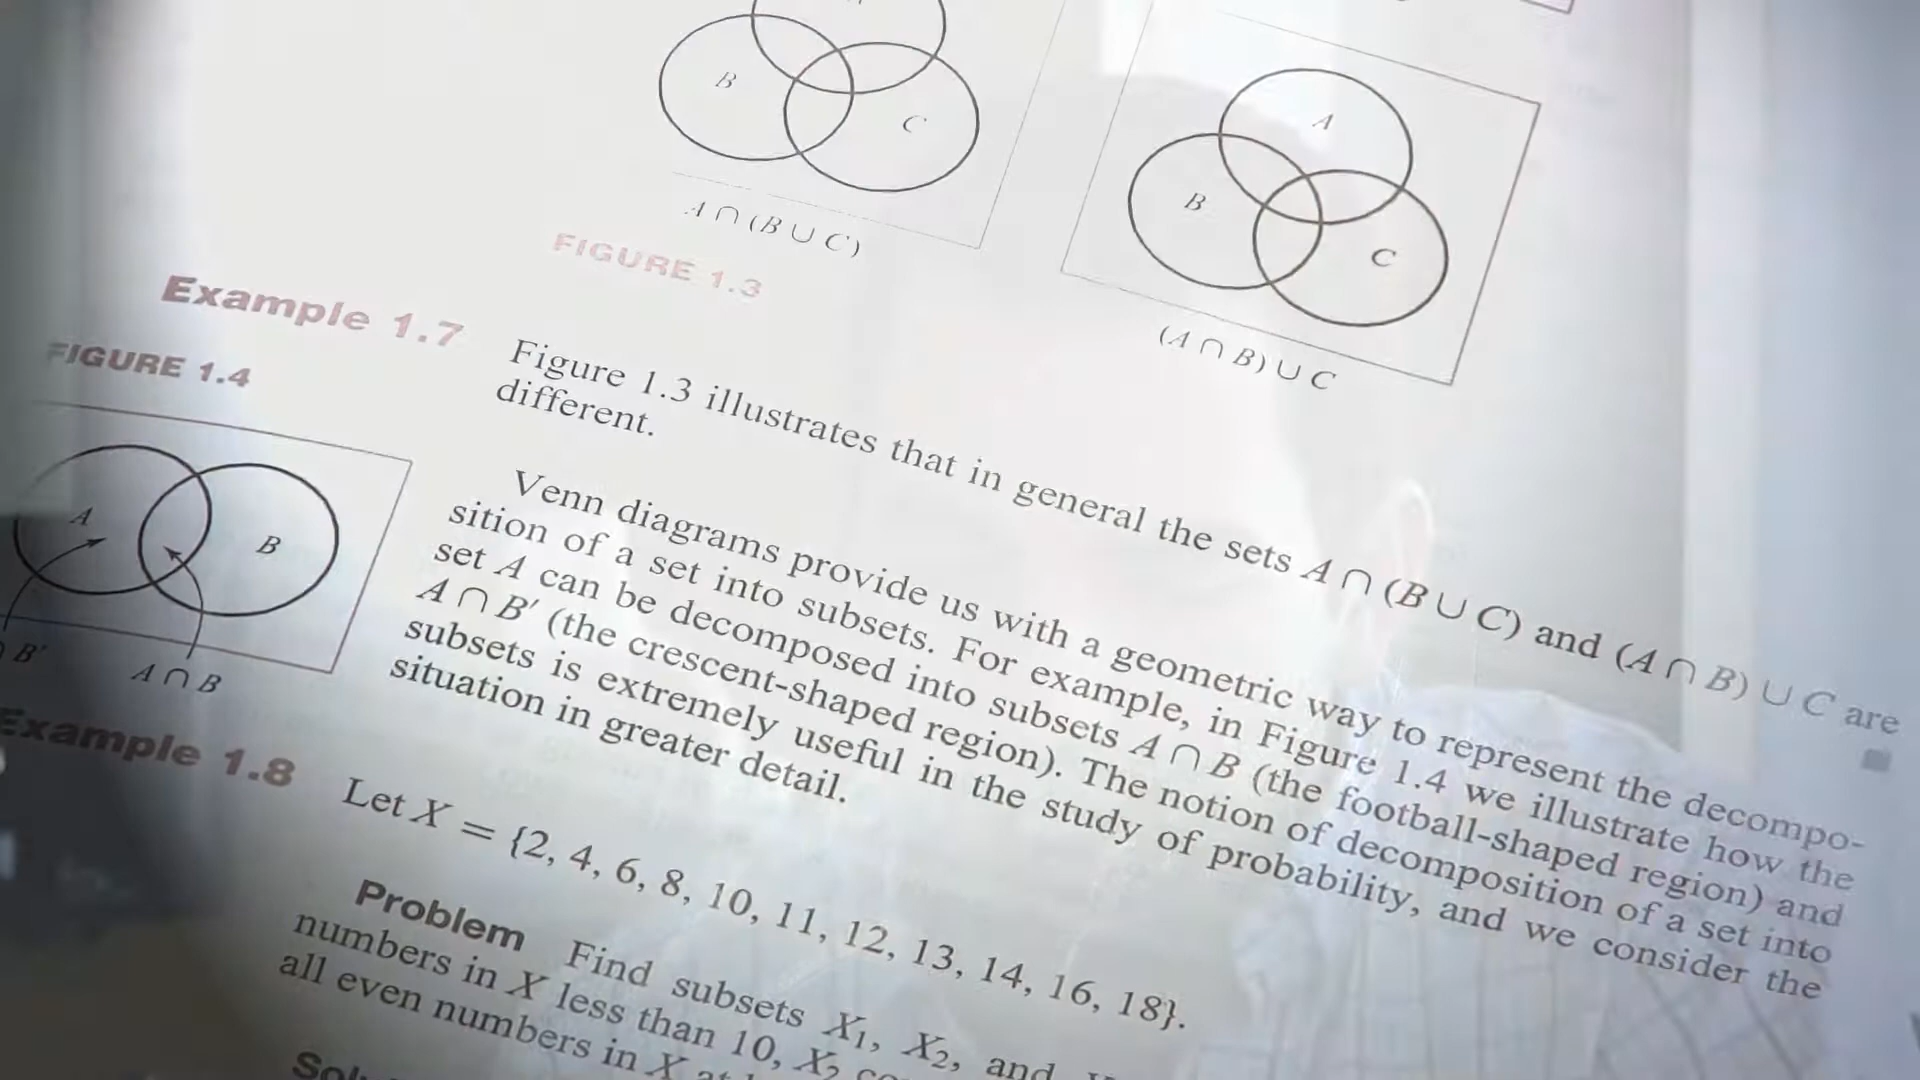 B
C
A
B
C
A ∩ (B ∪ C)
(A ∩ B) ∪ C
FIGURE 1.3
Example 1.7
Figure 1.3 illustrates that in general the sets A ∩ (B ∪ C) and (A ∩ B) ∪ C are
different.
FIGURE 1.4
A
B
B′
A ∩ B
Venn diagrams provide us with a geometric way to represent the decompo-
sition of a set into subsets. For example, in Figure 1.4 we illustrate how the
set A can be decomposed into subsets A ∩ B (the football-shaped region) and
A ∩ B′ (the crescent-shaped region). The notion of decomposition of a set into
subsets is extremely useful in the study of probability, and we consider the
situation in greater detail.
Example 1.8
Let X = {2, 4, 6, 8, 10, 11, 12, 13, 14, 16, 18}.
Problem Find subsets X₁, X₂, and
numbers in X less than 10, X₂
all even numbers in X